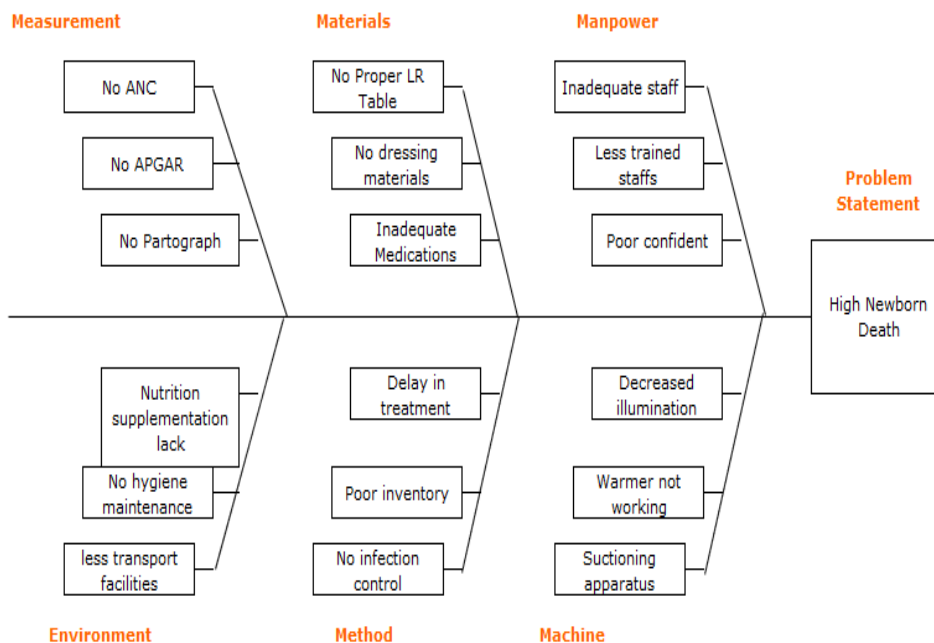 Measurement
Materials
Manpower
No ANC
No Proper LR
Table
Inadequate staff
No APGAR
No dressing
materials
Less trained
staffs
Problem
Statement
No Partograph
Inadequate
Medications
Poor confident
High Newborn
Death
Nutrition
supplementation
lack
Delay in
treatment
Decreased
illumination
No hygiene
maintenance
Poor inventory
Warmer not
working
less transport
facilities
No infection
control
Suctioning
apparatus
Environment
Method
Machine